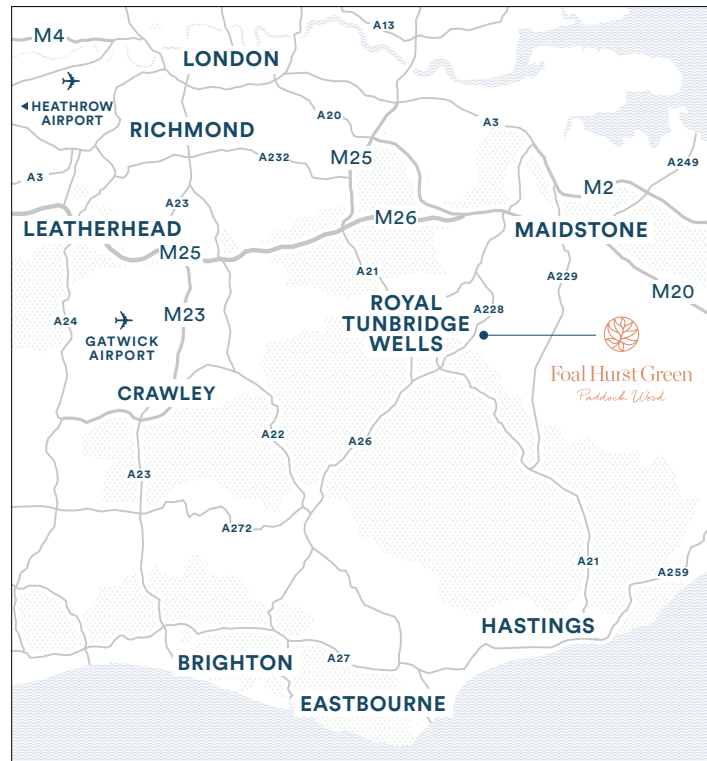 A13
M4
LONDON
HEATHROW
AIRPORT
A20
A3
RICHMOND
M25
A232
A249
A3
M2
A23
M26
LEATHERHEAD
MAIDSTONE
M25
A21
A229
M20
ROYAL
TUNBRIDGE
WELLS
A228
M23
A24
GATWICK
AIRPORT
Foal Hurst Green
Paddock Wood
CRAWLEY
A22
A26
A23
A272
A21
A259
HASTINGS
A27
BRIGHTON
EASTBOURNE